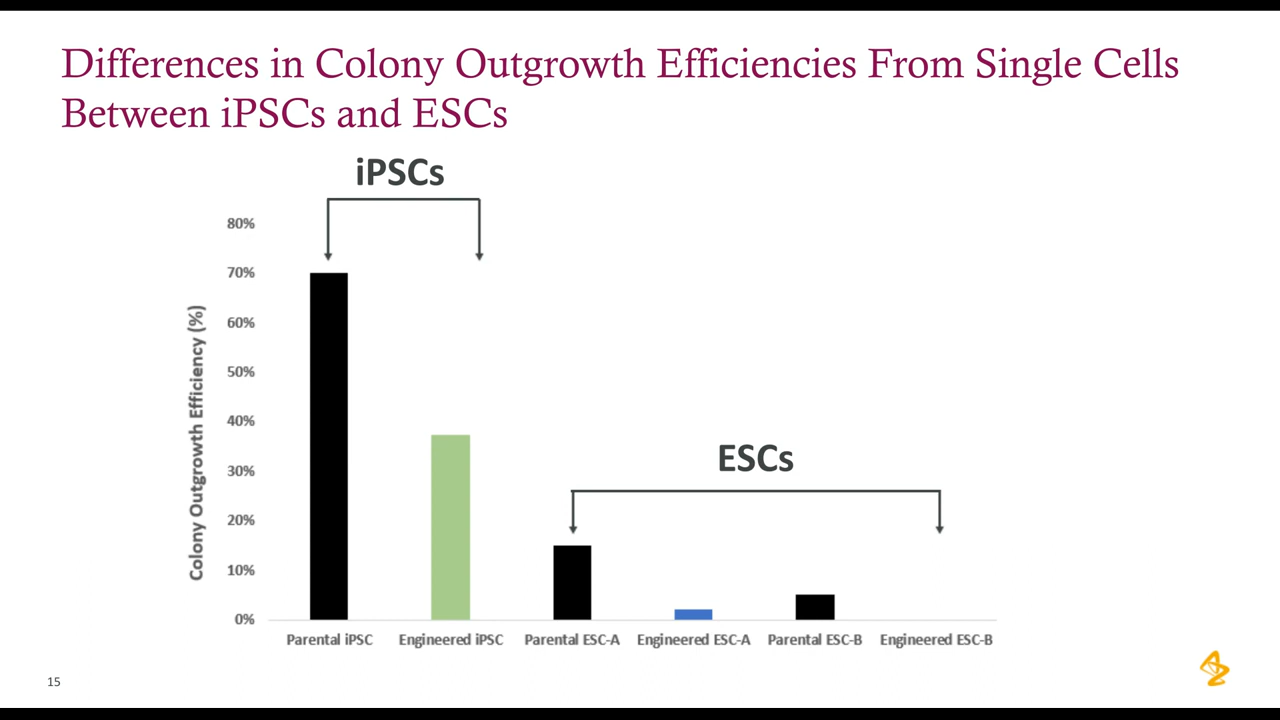 Differences in Colony Outgrowth Efficiencies From Single Cells
Between iPSCs and ESCs
iPSCs
80%
70%
60%
50%
40%
30%
20%
10%
0%
Colony Outgrowth Efficiency (%)
ESCs
Parental iPSC
Engineered iPSC
Parental ESC-A
Engineered ESC-A
Parental ESC-B
Engineered ESC-B
15